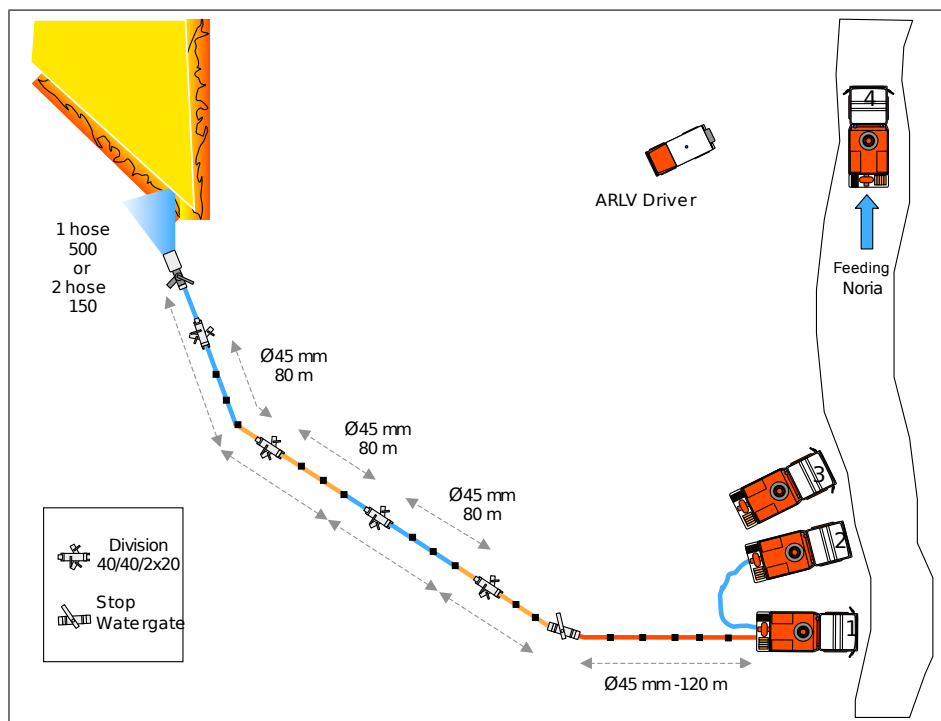 4
ARLV Driver
1 hose
500
or
2 hose
150
Feeding
Noria
Ø45 mm
80 m
Ø45 mm
80 m
Ø45 mm
80 m
3
2
1
Division
40/40/2x20
Stop
Watergate
Ø45 mm -120 m